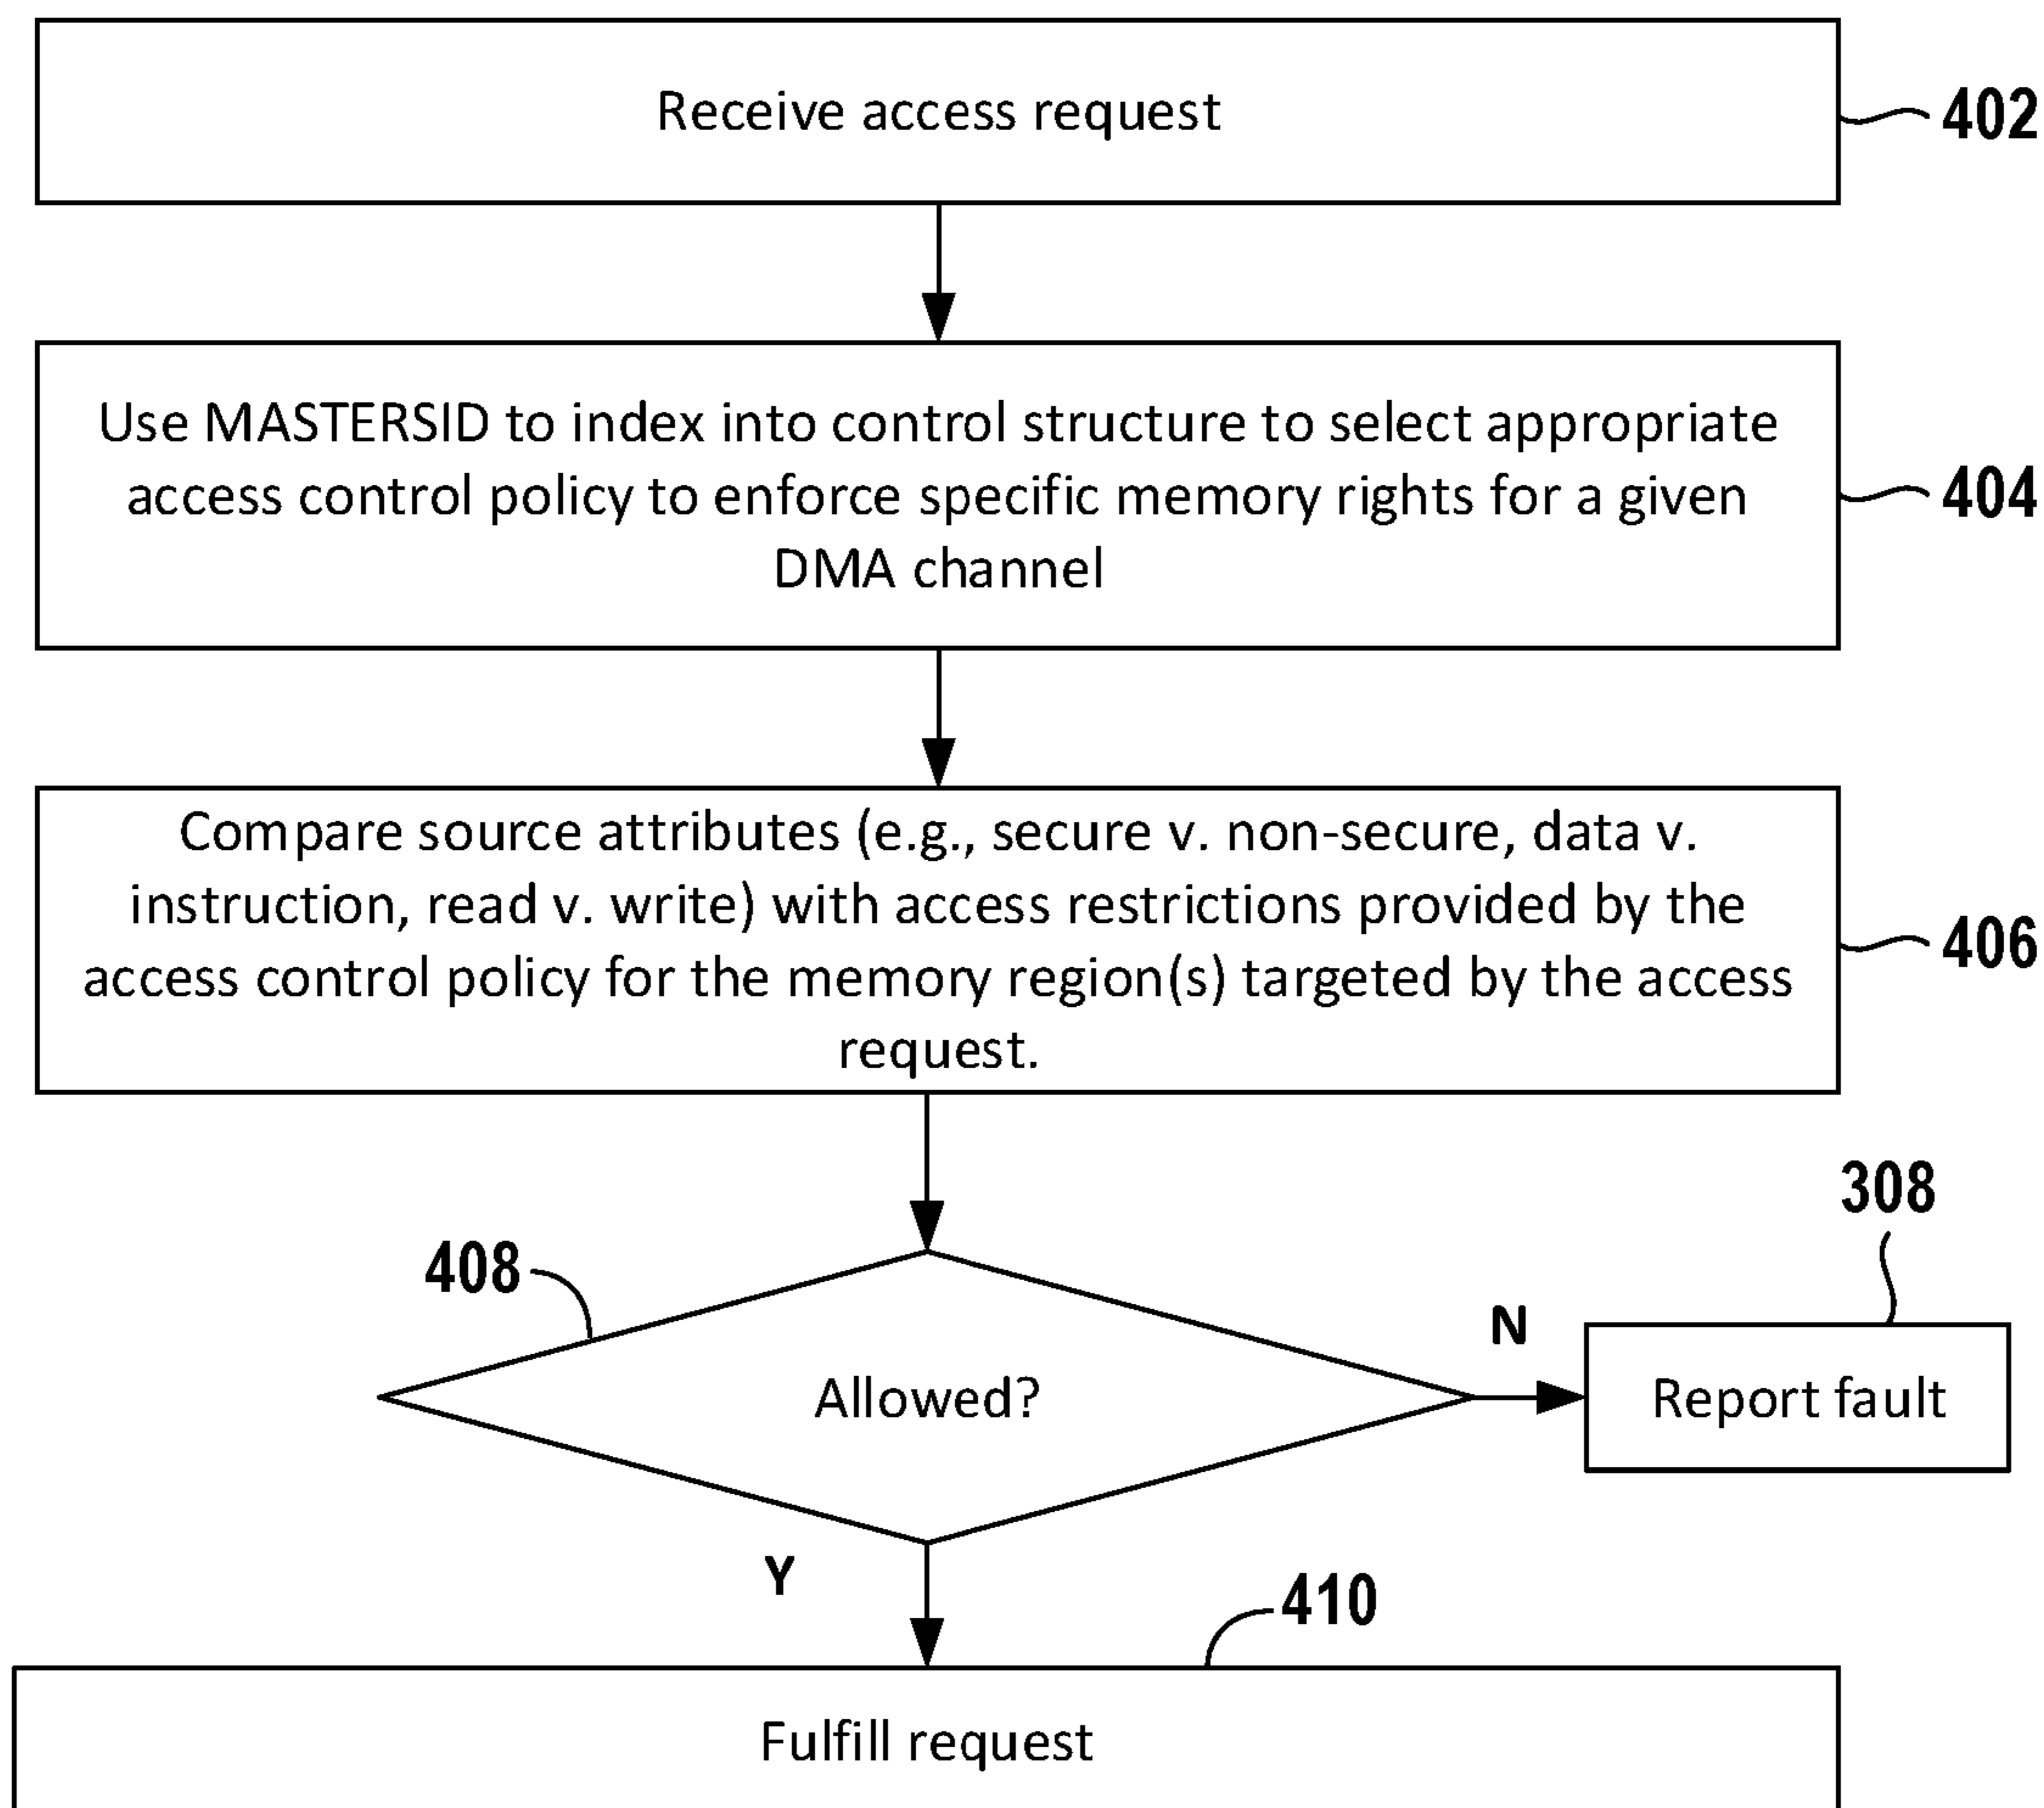 Receive access request
402
Use MASTERSID to index into control structure to select appropriate
access control policy to enforce specific memory rights for a given
DMA channel
404
Compare source attributes (e.g., secure v. non-secure, data v.
instruction, read v. write) with access restrictions provided by the
access control policy for the memory region(s) targeted by the access
request.
406
308
408
N
Allowed?
Report fault
Y
410
Fulfill request